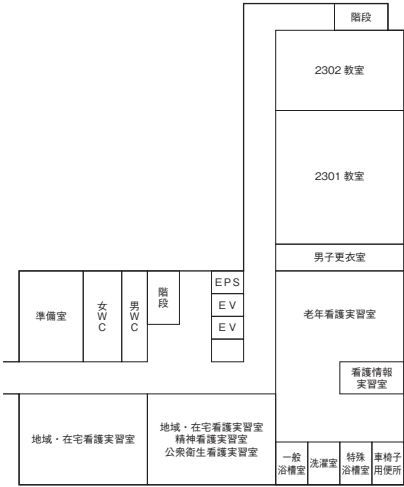 階段
2302 教室
2301 教室
男子更衣室
EPS
EV
EV
準備室
女WC
男WC
階段
老年看護実習室
看護情報
実習室
地域・在宅看護実習室
地域・在宅看護実習室
精神看護実習室
公衆衛生看護実習室
一般
浴槽室
洗濯室
特殊
浴槽室
車椅子
用便所